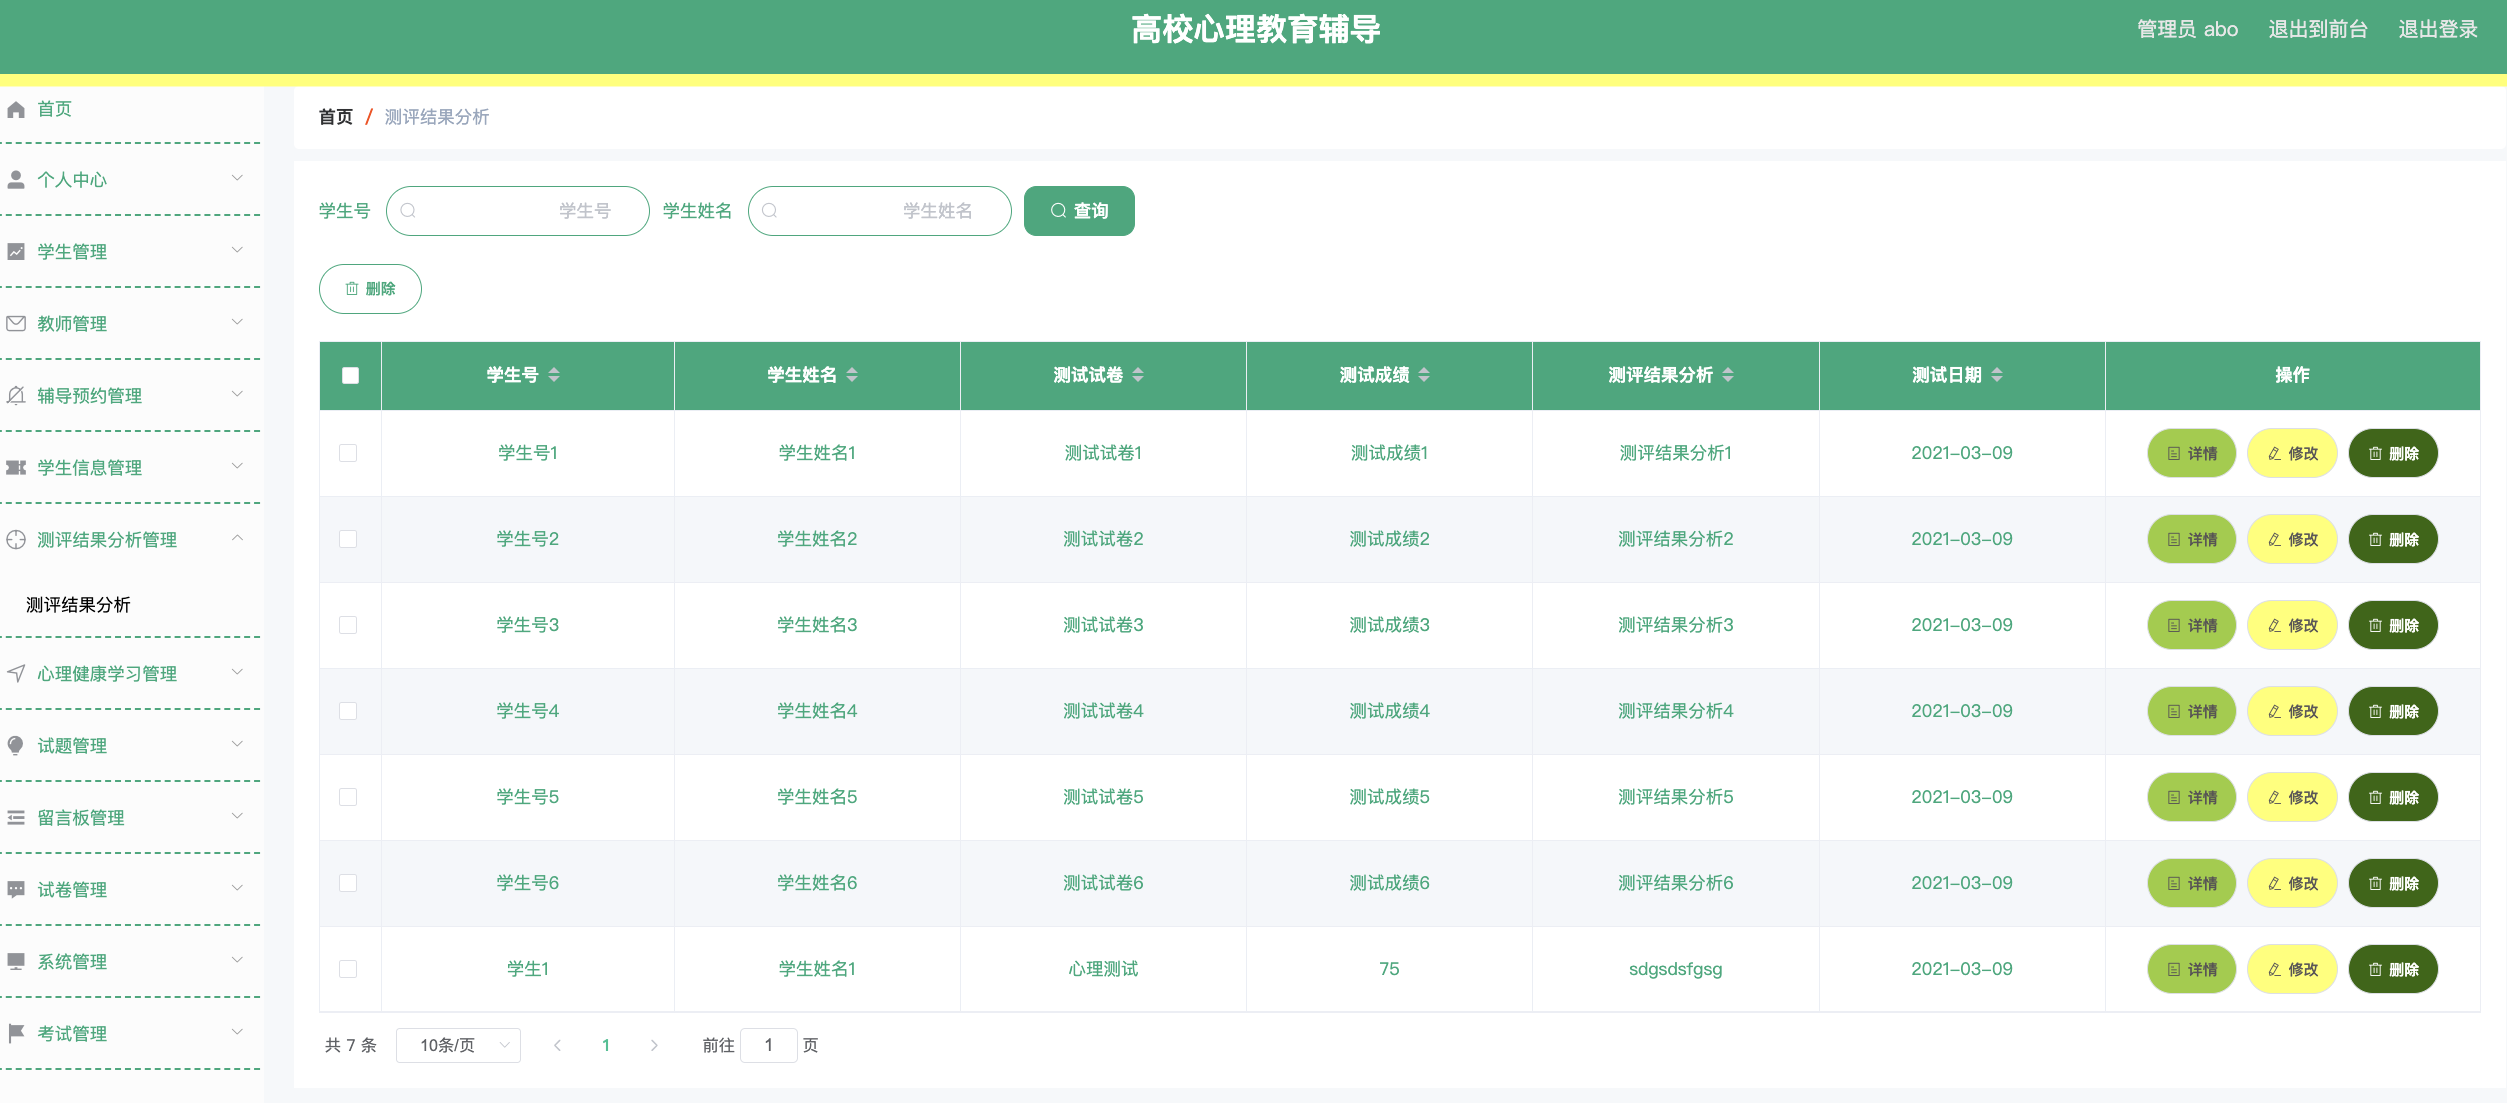 高校心理教育辅导
管理员 abo 退出到前台 退出登录
首页
个人中心
学生管理
教师管理
辅导预约管理
学生信息管理
测评结果分析管理
测评结果分析
心理健康学习管理
试题管理
留言板管理
试卷管理
系统管理
考试管理
首页 / 测评结果分析
学生号 学生号 学生姓名 学生姓名 查询
删除
学生号 学生姓名 测试试卷 测试成绩 测评结果分析 测试日期 操作
学生号1 学生姓名1 测试试卷1 测试成绩1 测评结果分析1 2021-03-09 详情 修改 删除
学生号2 学生姓名2 测试试卷2 测试成绩2 测评结果分析2 2021-03-09 详情 修改 删除
学生号3 学生姓名3 测试试卷3 测试成绩3 测评结果分析3 2021-03-09 详情 修改 删除
学生号4 学生姓名4 测试试卷4 测试成绩4 测评结果分析4 2021-03-09 详情 修改 删除
学生号5 学生姓名5 测试试卷5 测试成绩5 测评结果分析5 2021-03-09 详情 修改 删除
学生号6 学生姓名6 测试试卷6 测试成绩6 测评结果分析6 2021-03-09 详情 修改 删除
学生1 学生姓名1 心理测试 75 sdgsdsfgsg 2021-03-09 详情 修改 删除
共 7 条 10条/页 1 前往 1 页